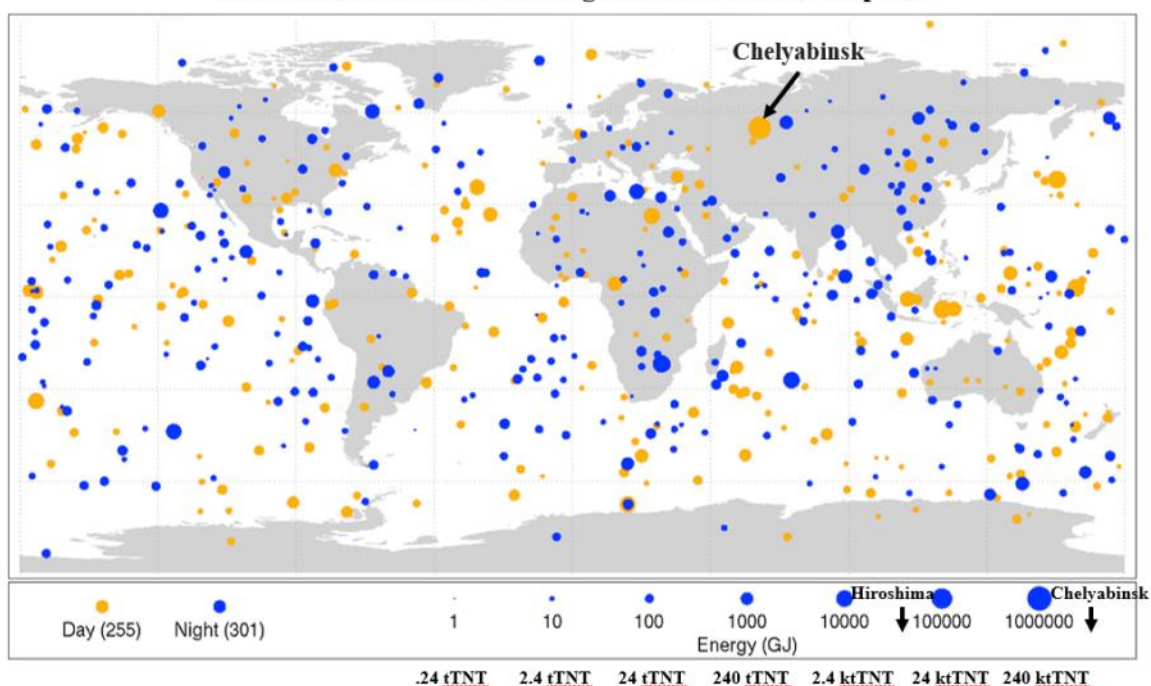 Chelyabinsk
Hiroshima
Chelyabinsk
Day (255)
Night (301)
1
10
100
1000
10000
100000
1000000
Energy (GJ)
.24 tTNT
2.4 tTNT
24 tTNT
240 tTNT
2.4 ktTNT
24 ktTNT
240 ktTNT